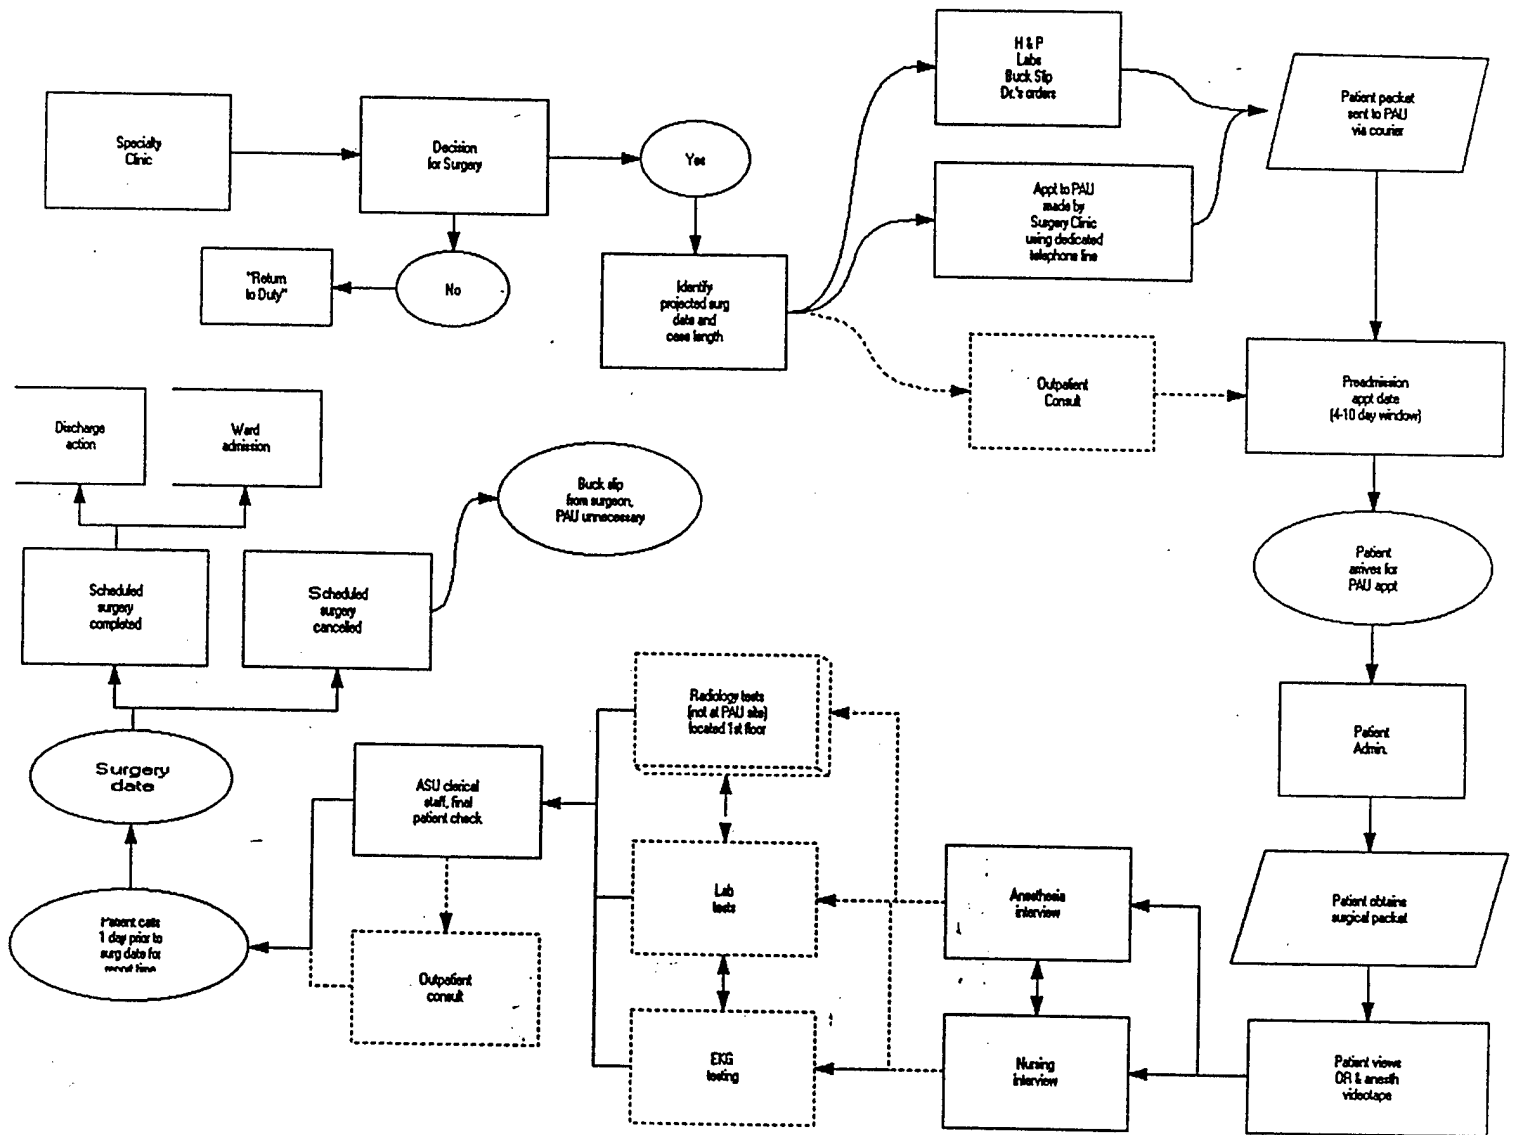 Specialty
Clinic
Decision
for Surgery
Yes
No
"Return
to Duty"
Identify
projected surg
date and
case length
H & P
Labs
Buck Slip
Dr.'s orders
Appt to PAU
made by
Surgery Clinic
using dedicated
telephone line
Outpatient
Consult
Patient packet
sent to PAU
via courier
Preadmission
appt date
(4-10 day window)
Patient
arrives for
PAU appt
Patient
Admin.
Patient obtains
surgical packet
Patient views
OR & anesth
videotape
Anesthesia
interview
Nursing
interview
Radiology tests
(not at PAU site)
located 1st floor
Lab
tests
EKG
testing
ASU clerical
staff, final
patient check
Outpatient
consult
Patient calls
1 day prior to
surg date for
report time
Surgery
date
Scheduled
surgery
completed
Scheduled
surgery
cancelled
Buck slip
from surgeon,
PAU unnecessary
Discharge
action
Ward
admission